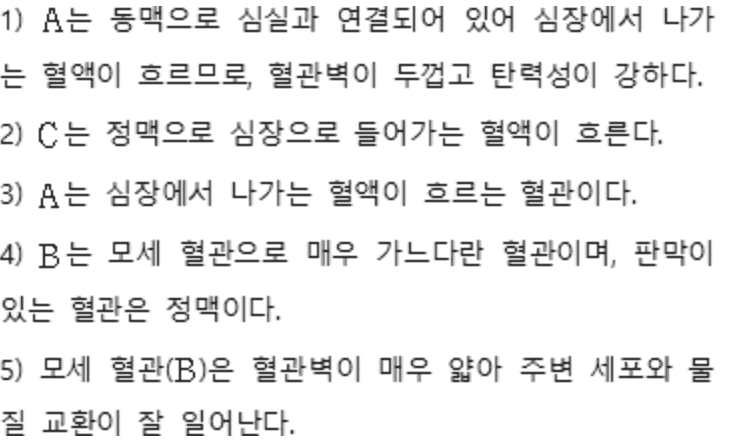 1) A는 동맥으로 심실과 연결되어 있어 심장에서 나가
는 혈액이 흐르므로, 혈관벽이 두껍고 탄력성이 강하다.
2) C는 정맥으로 심장으로 들어가는 혈액이 흐른다.
3) A는 심장에서 나가는 혈액이 흐르는 혈관이다.
4) B는 모세 혈관으로 매우 가느다란 혈관이며, 판막이
있는 혈관은 정맥이다.
5) 모세 혈관(B)은 혈관벽이 매우 얇아 주변 세포와 물
질 교환이 잘 일어난다.